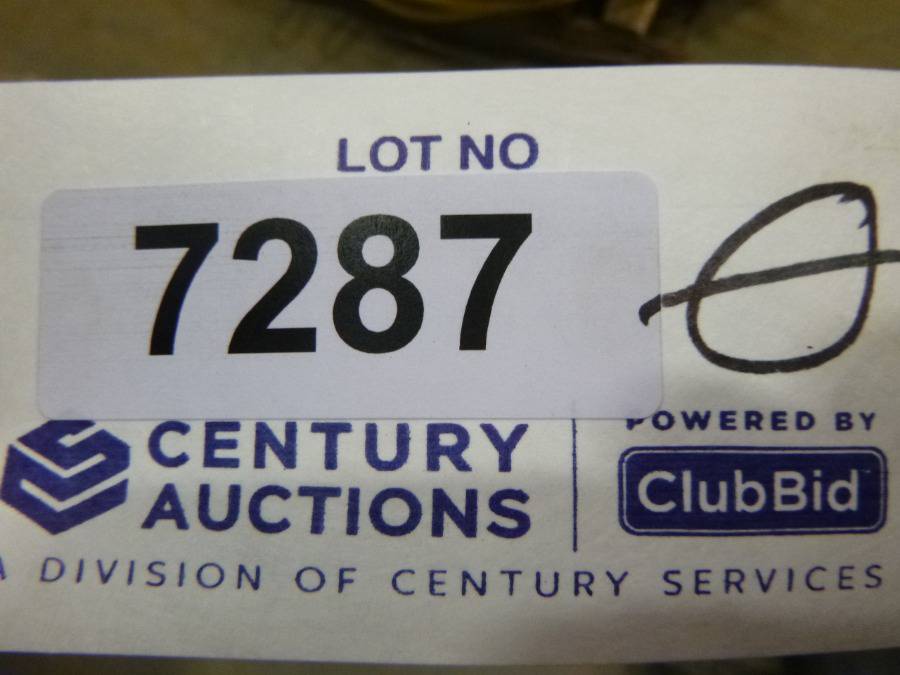 LOT NO
7287
CENTURY
AUCTIONS
POWERED BY
ClubBid
A DIVISION OF CENTURY SERVICES